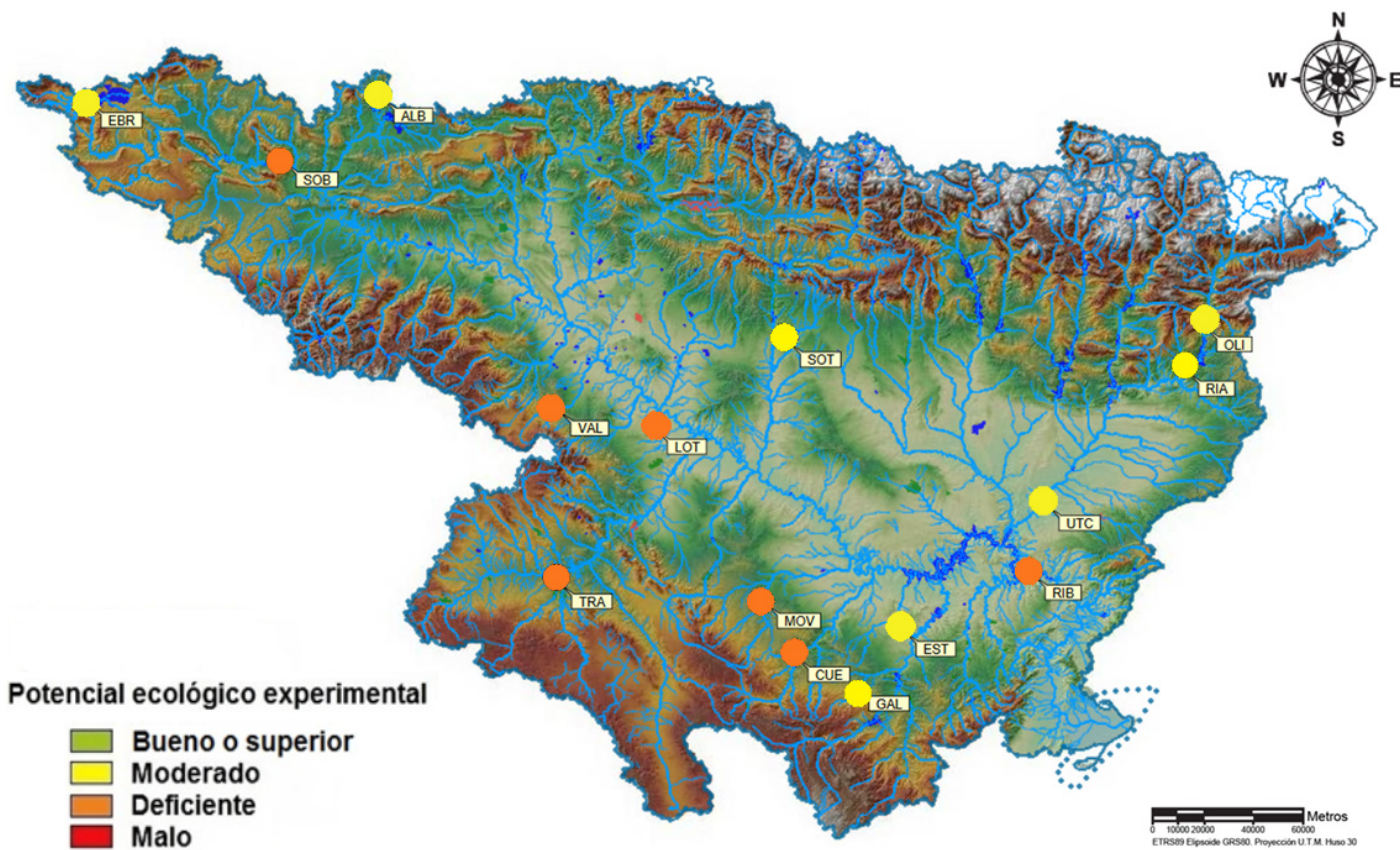 N
W E
S
EBR
ALB
SOB
OLI
SOT
RIA
VAL
LOT
UTC
RIB
TRA
MOV
EST
CUE
GAL
Potencial ecológico experimental
Bueno o superior
Moderado
Deficiente
Malo
Metros
0 10000 20000 40000 60000
ETRS89 Elipsoide GRS80. Proyección U.T.M. Huso 30